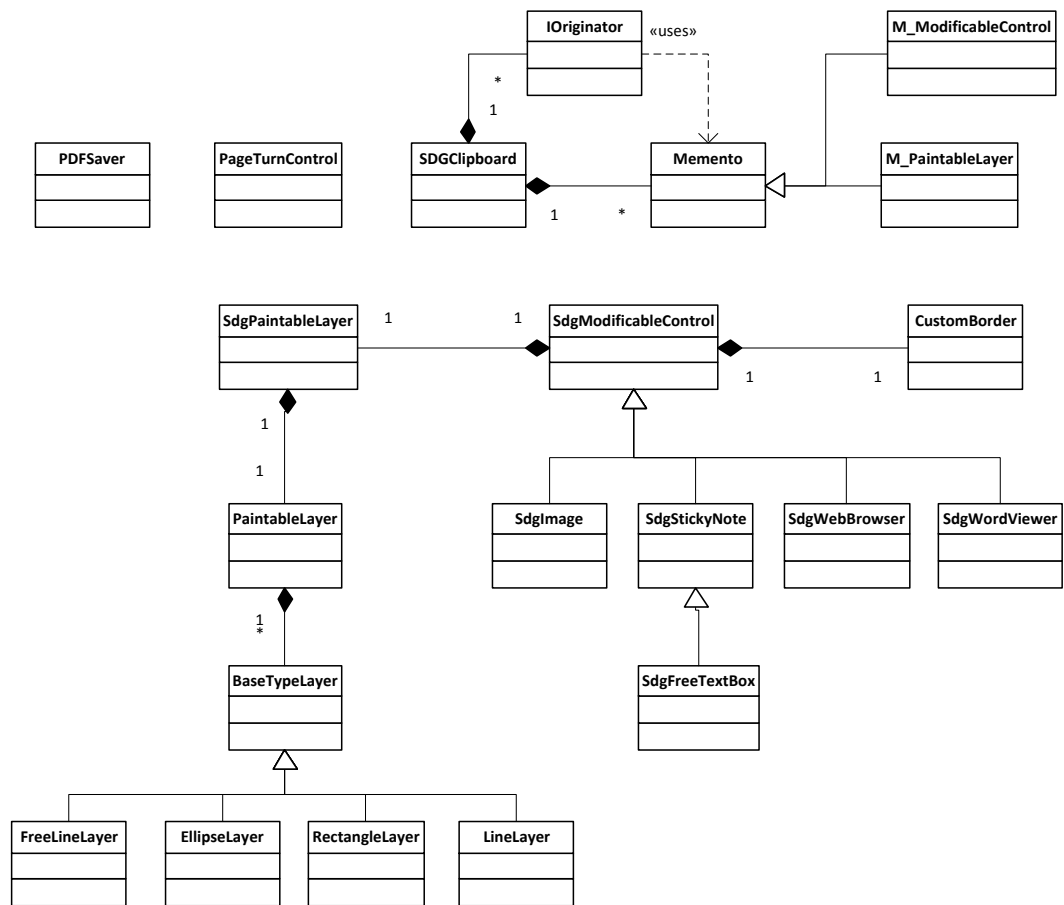 IOriginator
«uses»
M_ModificableControl
*
1
PDFSaver
PageTurnControl
SDGClipboard
Memento
M_PaintableLayer
1
*
SdgPaintableLayer
1
1
SdgModificableControl
CustomBorder
1
1
1
1
PaintableLayer
SdgImage
SdgStickyNote
SdgWebBrowser
SdgWordViewer
1
*
BaseTypeLayer
SdgFreeTextBox
FreeLineLayer
EllipseLayer
RectangleLayer
LineLayer